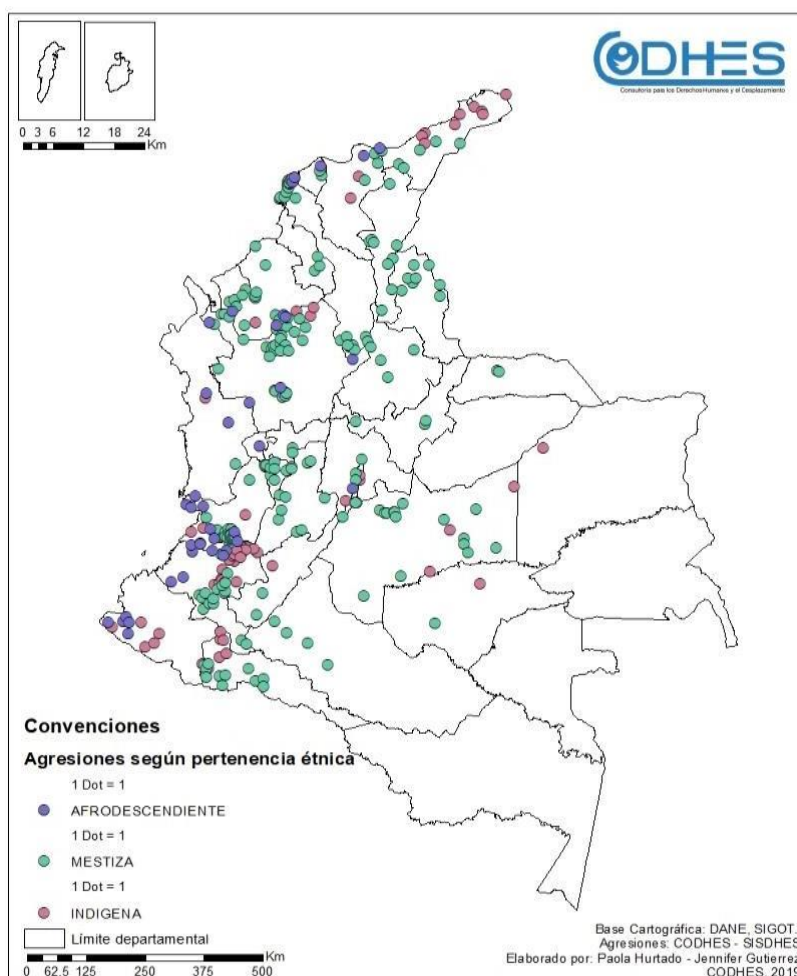 CODHES
Consultoría para los Derechos Humanos y el Desplazamiento
0 3 6 12 18 24
Km
Convenciones
Agresiones según pertenencia étnica
1 Dot = 1
AFRODESCENDIENTE
1 Dot = 1
MESTIZA
1 Dot = 1
INDIGENA
Límite departamental
0 62.5 125 250 375 500
Km
Base Cartográfica: DANE, SIGOT.
Agresiones: CODHES - SISDHES
Elaborado por: Paola Hurtado - Jennifer Gutierrez
CODHES, 2019